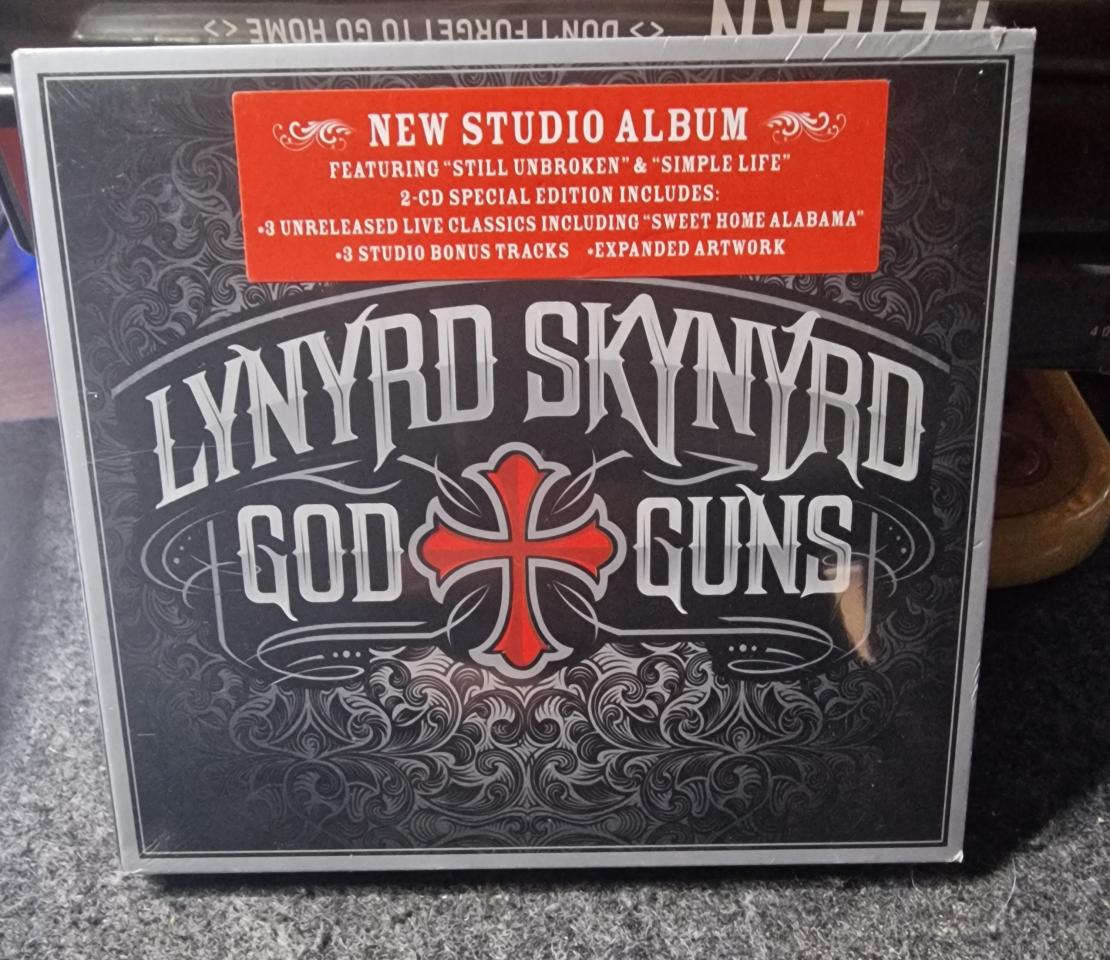 <> DON'T FORGET TO GO HOME <>
NEW STUDIO ALBUM
FEATURING "STILL UNBROKEN" & "SIMPLE LIFE"
2-CD SPECIAL EDITION INCLUDES:
•3 UNRELEASED LIVE CLASSICS INCLUDING "SWEET HOME ALABAMA"
•3 STUDIO BONUS TRACKS •EXPANDED ARTWORK
LYNYRD SKYNYRD
GOD GUNS